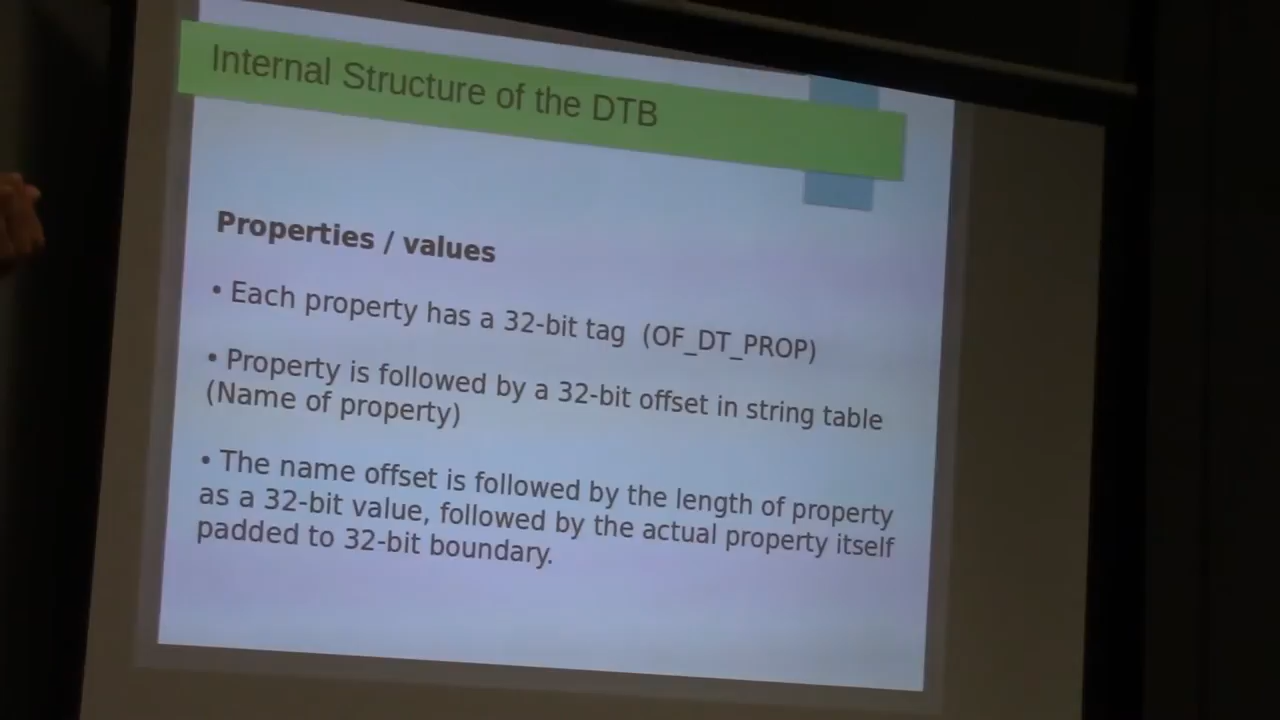 Internal Structure of the DTB
Properties / values
• Each property has a 32-bit tag (OF_DT_PROP)
• Property is followed by a 32-bit offset in string table
(Name of property)
• The name offset is followed by the length of property
as a 32-bit value, followed by the actual property itself
padded to 32-bit boundary.